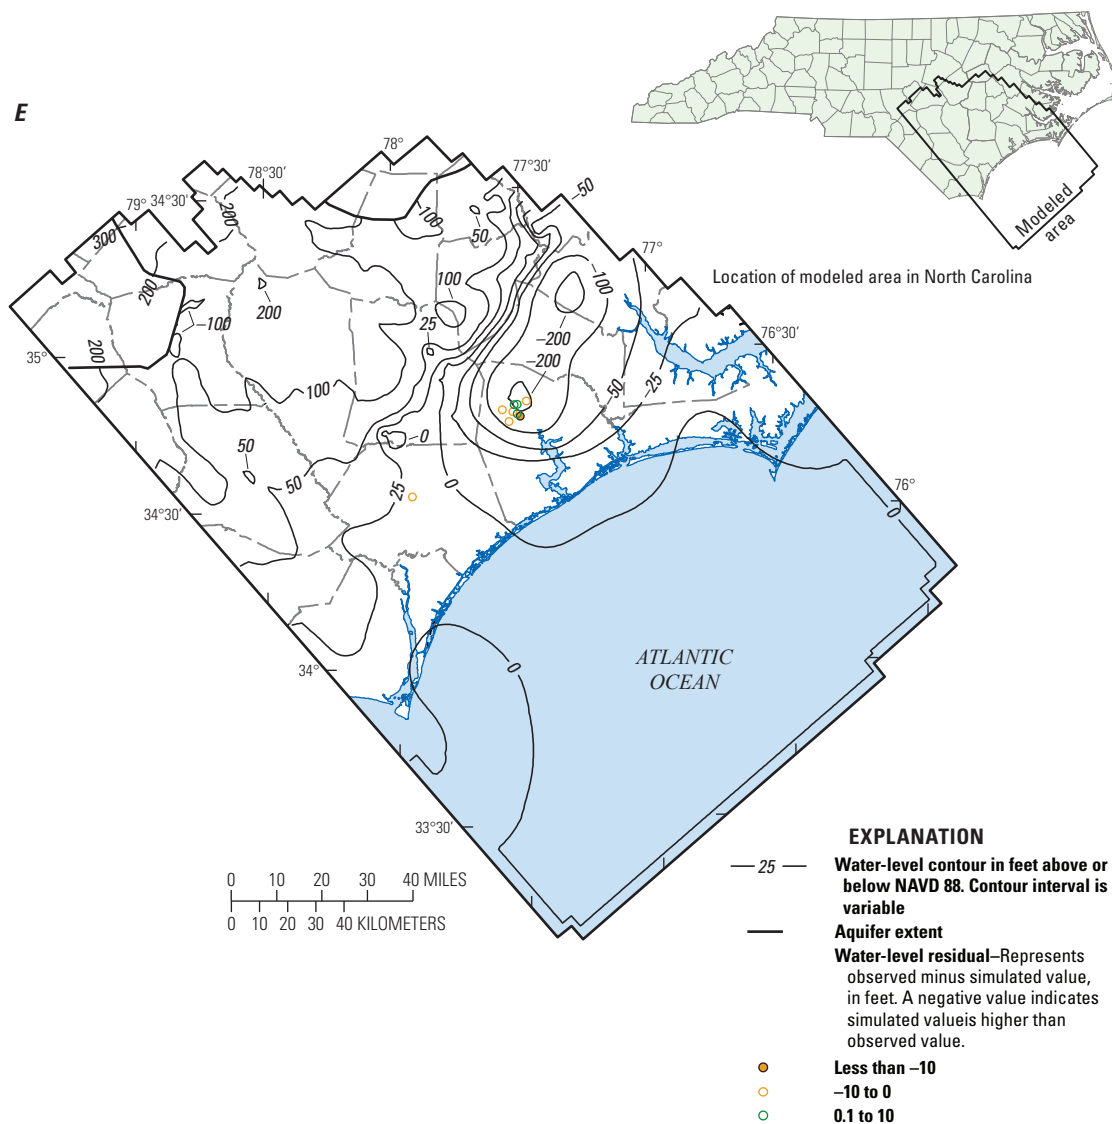 E
Modeled
area
Location of modeled area in North Carolina
78°
77°30′
78°30′
34°30′
79°
300
200
100
50
–50
77°
200
–100
200
100
25
–100
–200
–200
76°30′
35°
200
100
–50
–25
50
50
0
25
0
76°
0
34°30′
34°
0
ATLANTIC
OCEAN
33°30′
0 10 20 30 40 MILES
0 10 20 30 40 KILOMETERS
EXPLANATION
25 Water-level contour in feet above or
below NAVD 88. Contour interval is
variable
Aquifer extent
Water-level residual–Represents
observed minus simulated value,
in feet. A negative value indicates
simulated valueis higher than
observed value.
Less than –10
–10 to 0
0.1 to 10